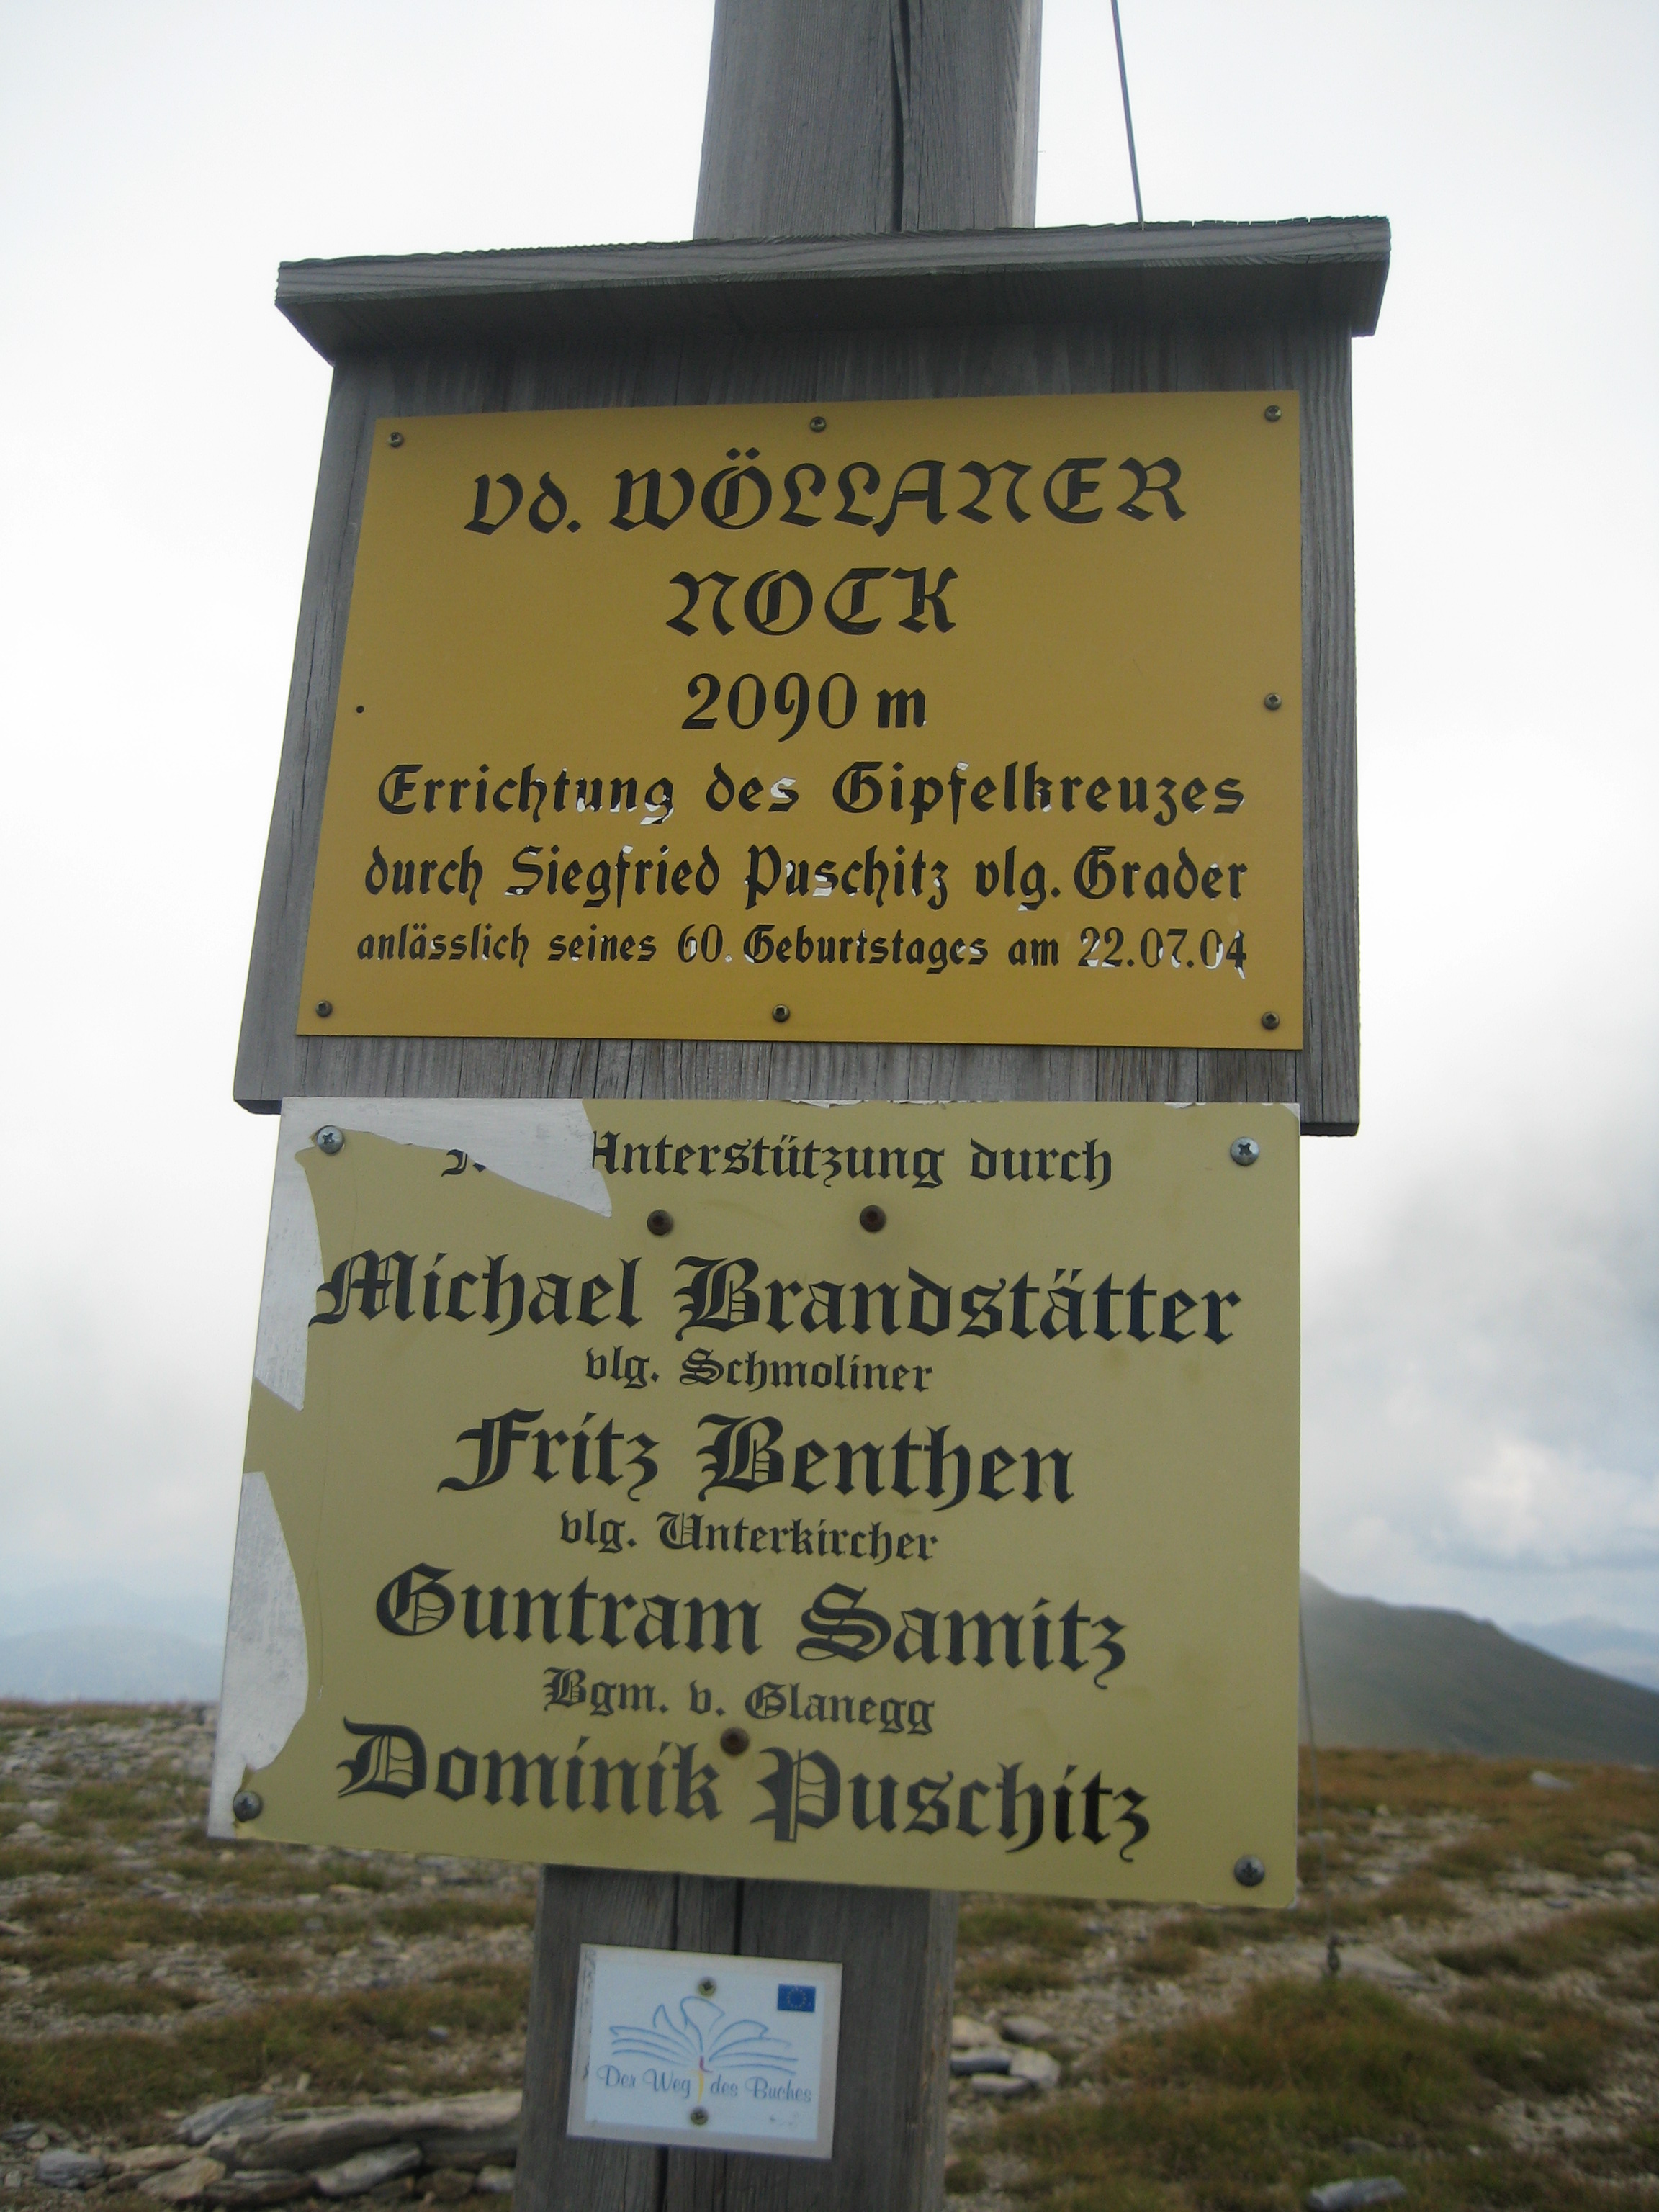 Vd. WÖLLANER
NOCK
2090 m
Errichtung des Gipfelkreuzes
durch Siegfried Puschitz vlg. Grader
anlässlich seines 60. Geburtstages am 22.07.04
Unterstützung durch
Michael Brandstätter
vlg. Schmoliner
Fritz Benthen
vlg. Unterkircher
Guntram Samitz
Bgm. v. Glanegg
Dominik Puschitz
Der Weg des Buches